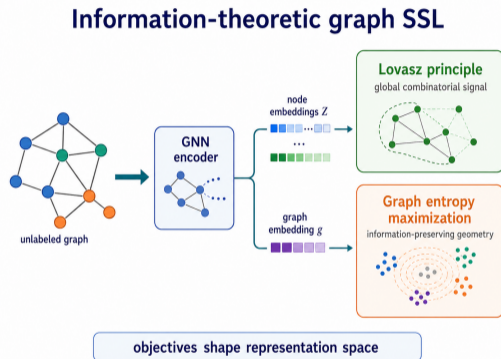 Information-theoretic graph SSL
unlabeled graph
GNN
encoder
node
embeddings Z
...
...
graph
embedding g
Lovasz principle
global combinatorial signal
Graph entropy
maximization
information-preserving geometry
objectives shape representation space